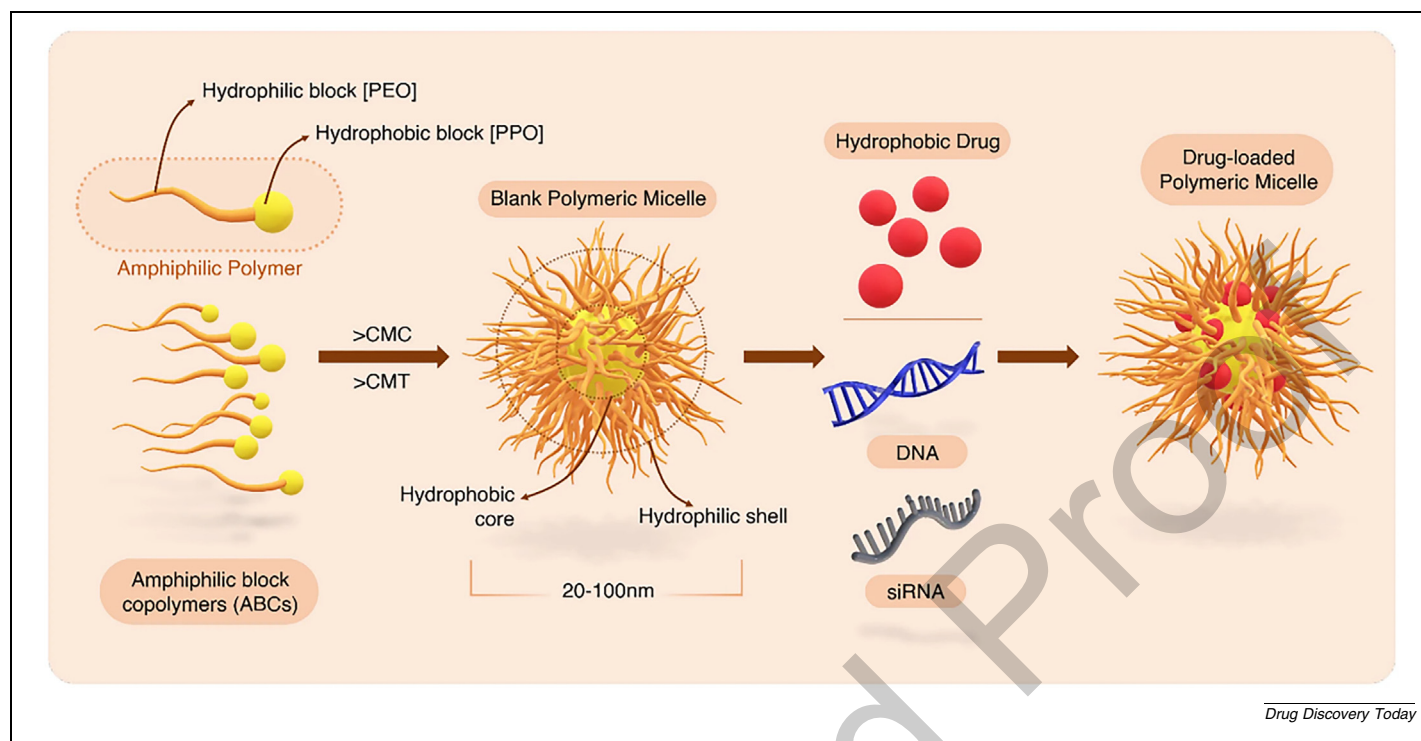 Hydrophilic block [PEO]
Hydrophobic block [PPO]
Amphiphilic Polymer
Amphiphilic block
copolymers (ABCs)
>CMC
>CMT
Blank Polymeric Micelle
Hydrophobic
core
Hydrophilic shell
20-100nm
Hydrophobic Drug
DNA
siRNA
Drug-loaded
Polymeric Micelle
d Proof
Drug Discovery Today